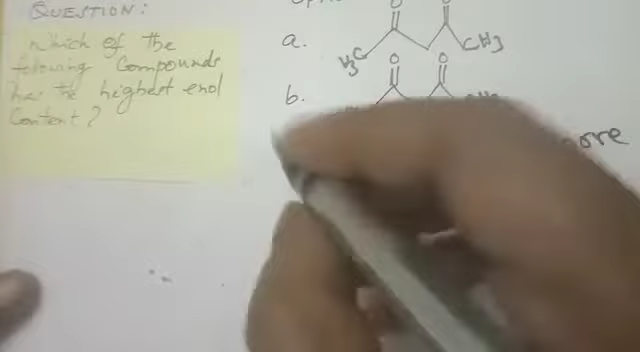 QUESTION:
Which of the
following Compounds
has the highest enol
Content?
a.
O O
H₃C CH₃
b.
O O
ore